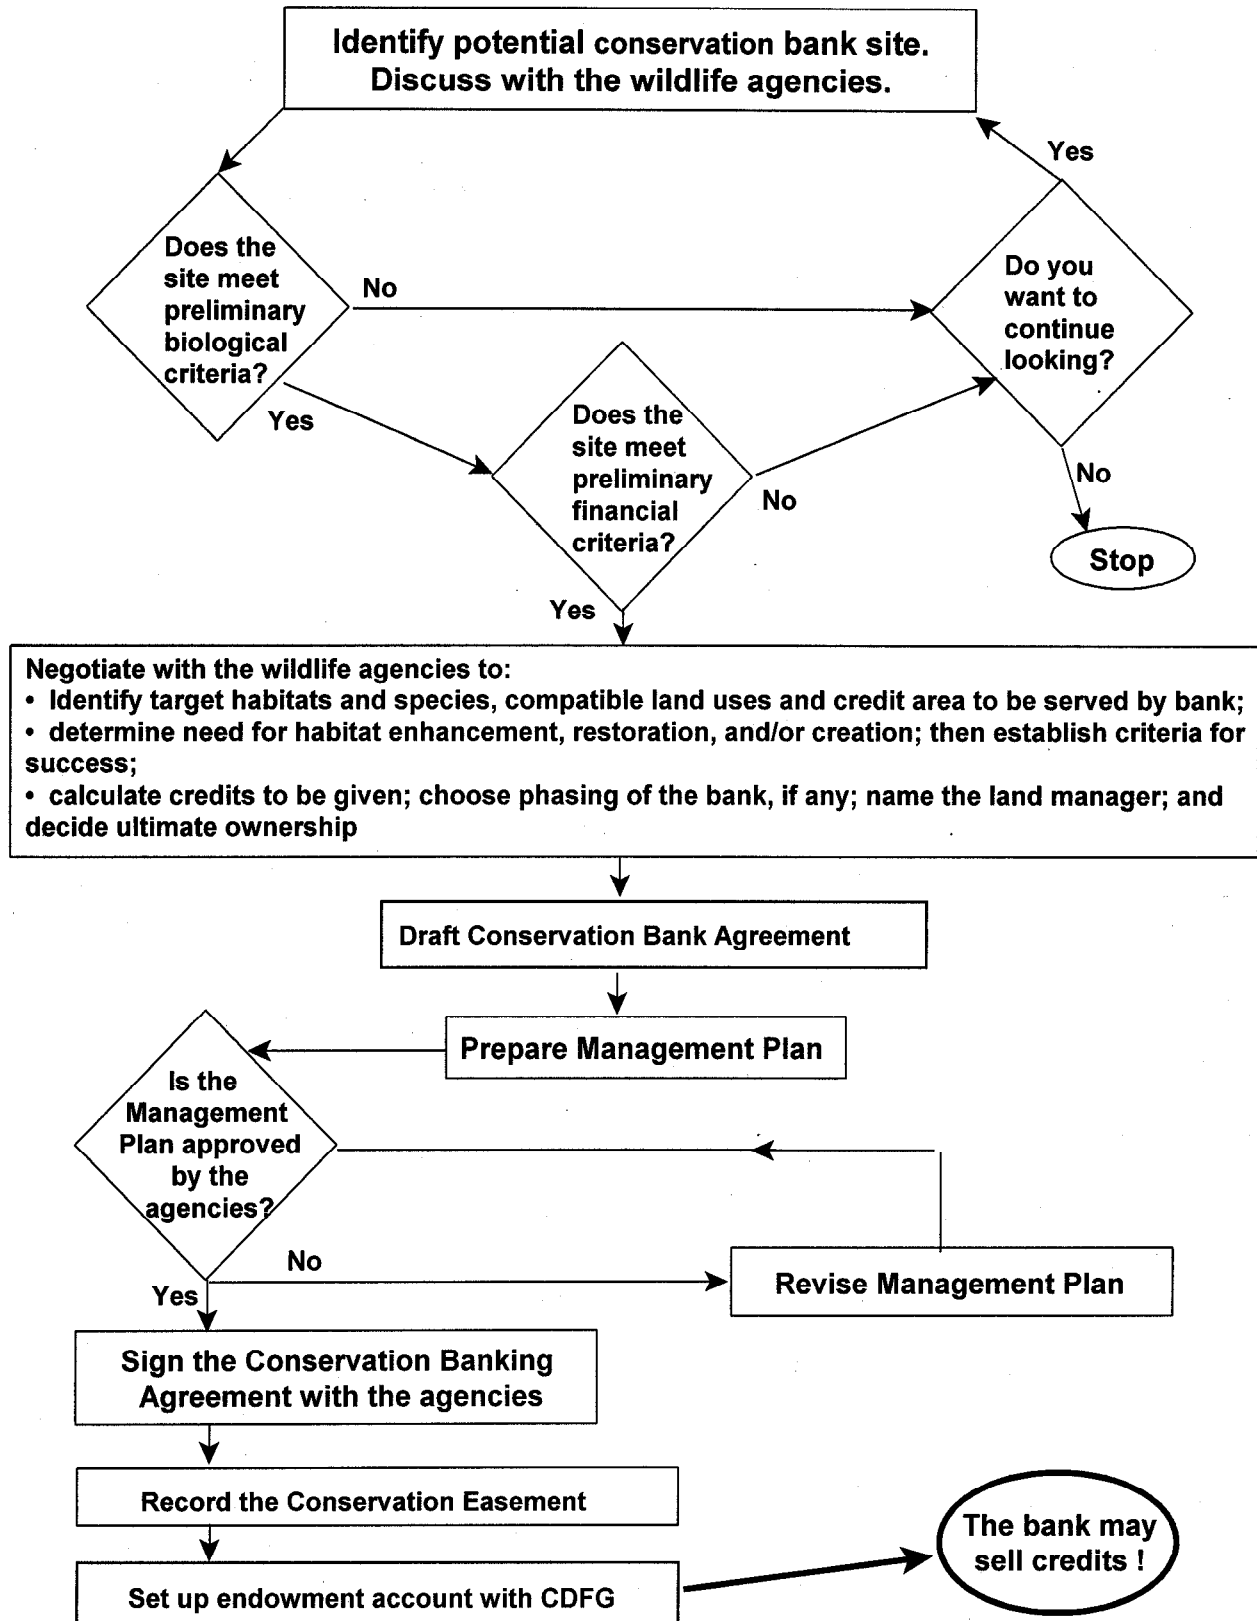 Identify potential conservation bank site.
Discuss with the wildlife agencies.
Yes
Does the
site meet
preliminary
biological
criteria?
No
Do you
want to
continue
looking?
Yes
Does the
site meet
preliminary
financial
criteria?
No
No
Stop
Yes
Negotiate with the wildlife agencies to:
• Identify target habitats and species, compatible land uses and credit area to be served by bank;
• determine need for habitat enhancement, restoration, and/or creation; then establish criteria for
success;
• calculate credits to be given; choose phasing of the bank, if any; name the land manager; and
decide ultimate ownership
Draft Conservation Bank Agreement
Prepare Management Plan
Is the
Management
Plan approved
by the
agencies?
No
Revise Management Plan
Yes
Sign the Conservation Banking
Agreement with the agencies
Record the Conservation Easement
The bank may
sell credits !
Set up endowment account with CDFG